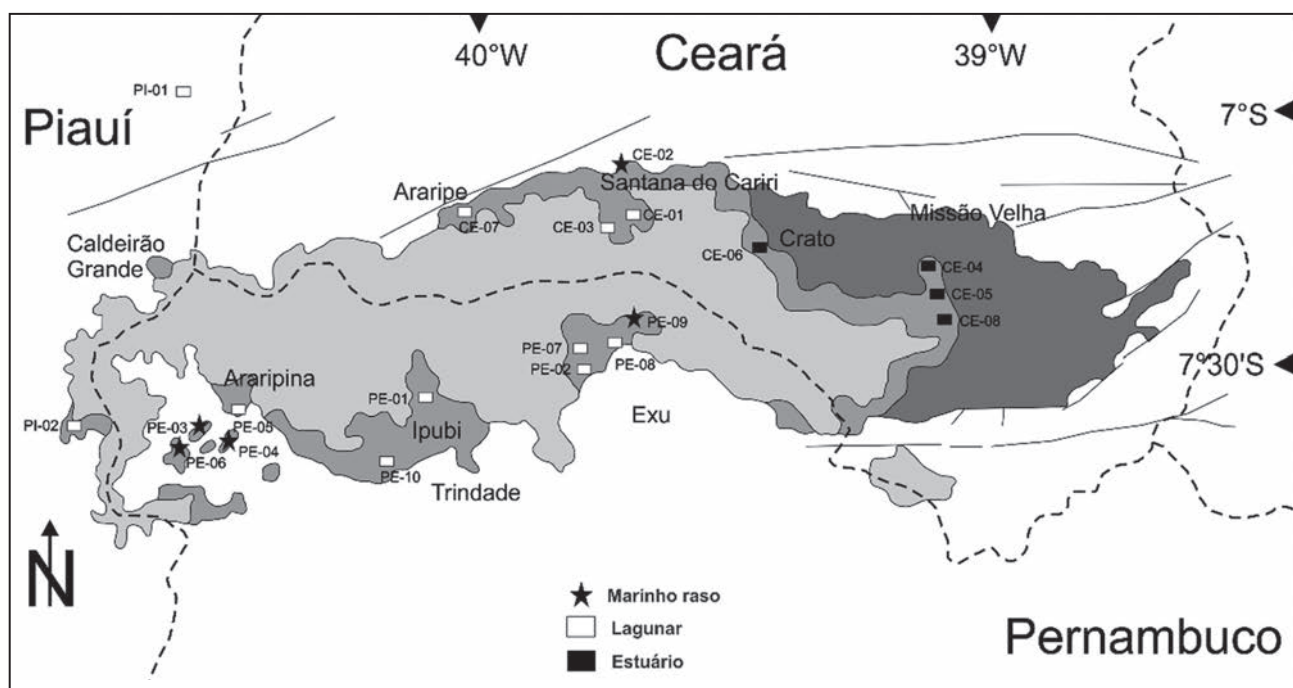 Ceará
40°W
39°W
PI-01
Piauí
7°S
CE-02
Santana do Cariri
Araripe
CE-07
CE-03
CE-01
Missão Velha
Crato
CE-06
CE-04
CE-05
CE-08
Caldeirão
Grande
PE-09
PE-07
PE-08
PE-02
7°30'S
Araripina
PE-01
Exu
PI-02
PE-03
PE-05
PE-04
PE-06
Ipubi
PE-10
Trindade
N
Marinho raso
Lagunar
Estuário
Pernambuco